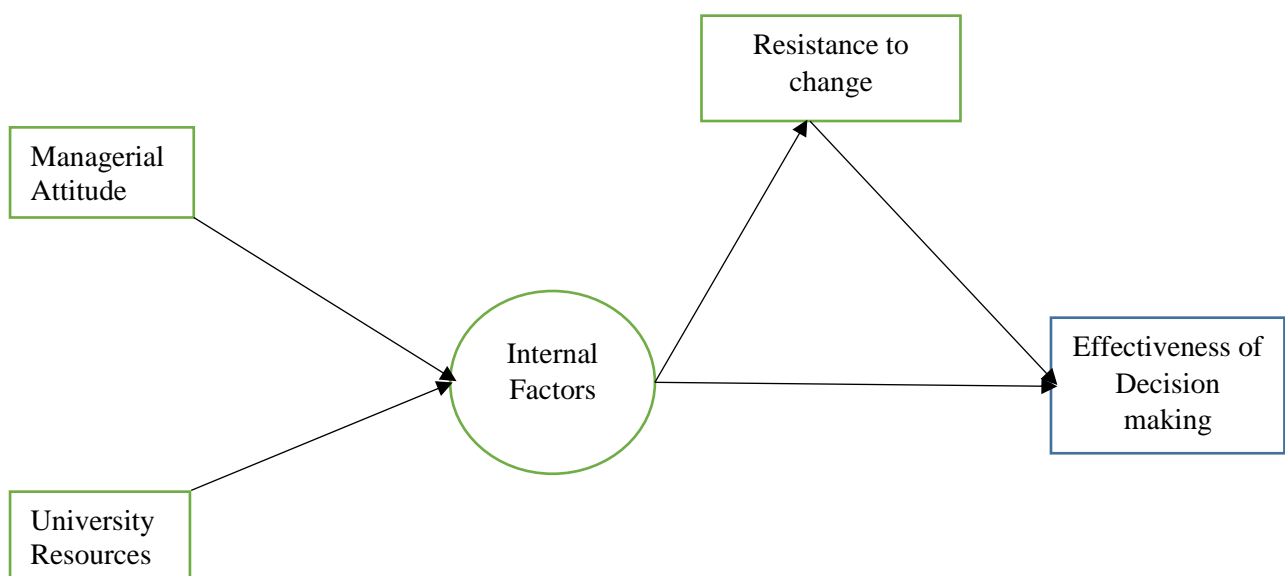 Resistance to
change
Managerial
Attitude
Internal
Factors
Effectiveness of
Decision
making
University
Resources